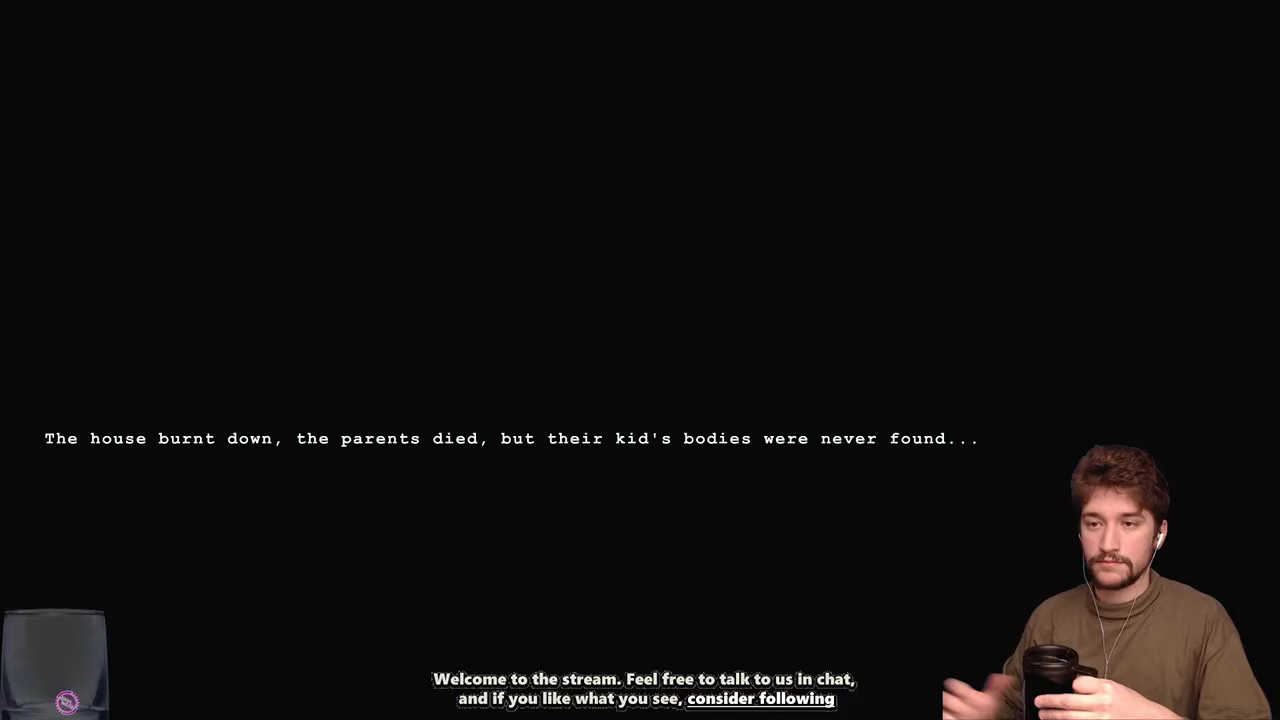 The house burnt down, the parents died, but their kid's bodies were never found...
Welcome to the stream. Feel free to talk to us in chat,
and if you like what you see, consider following